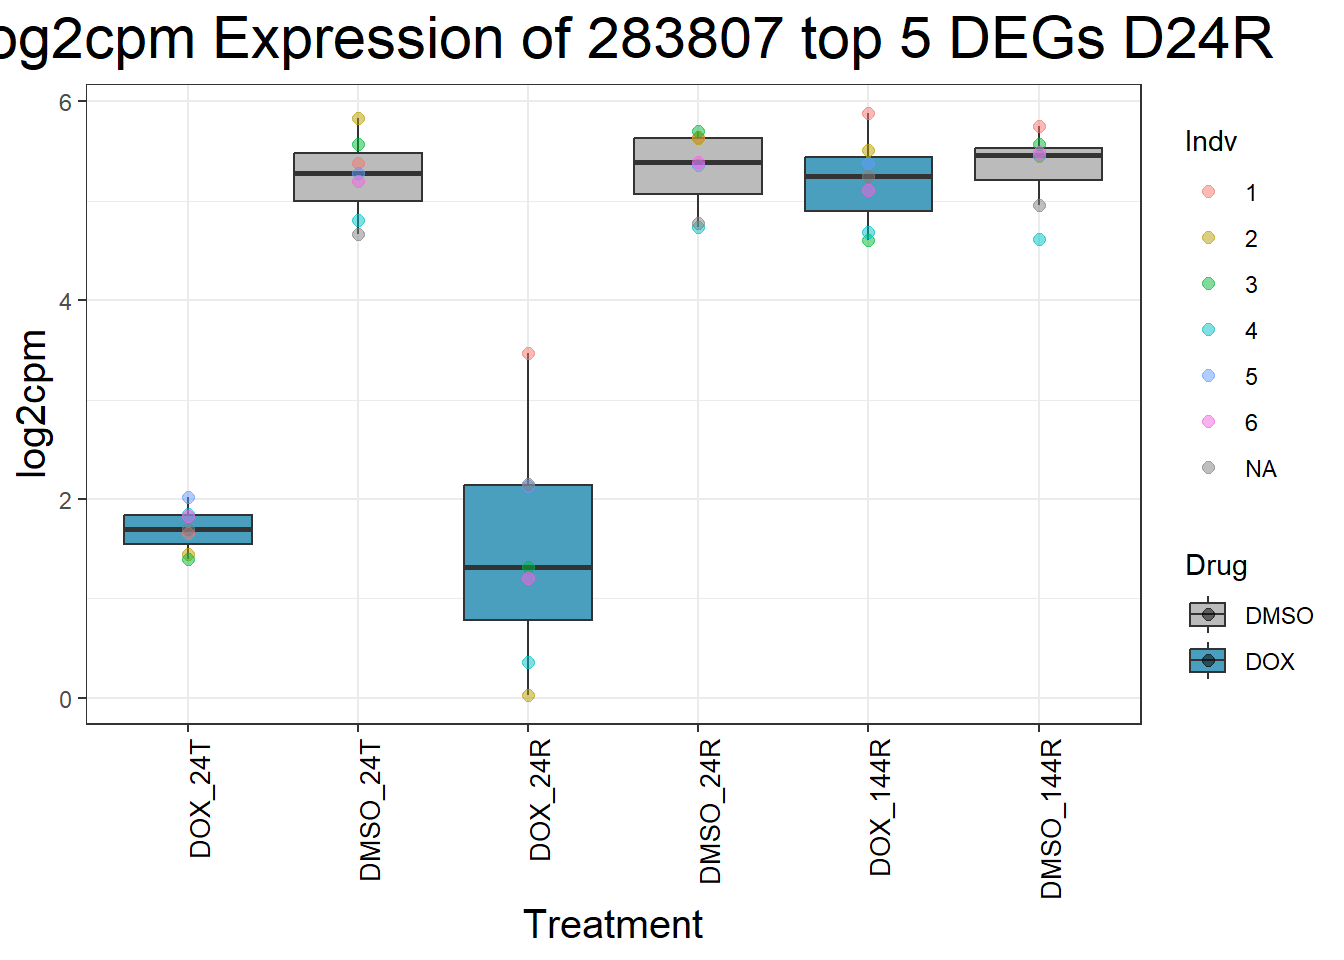 og2cpm Expression of 283807 top 5 DEGs D24R
log2cpm
6
4
2
0
DOX_24T
DMSO_24T
DOX_24R
DMSO_24R
DOX_144R
DMSO_144R
Treatment
Indv
1
2
3
4
5
6
NA
Drug
DMSO
DOX